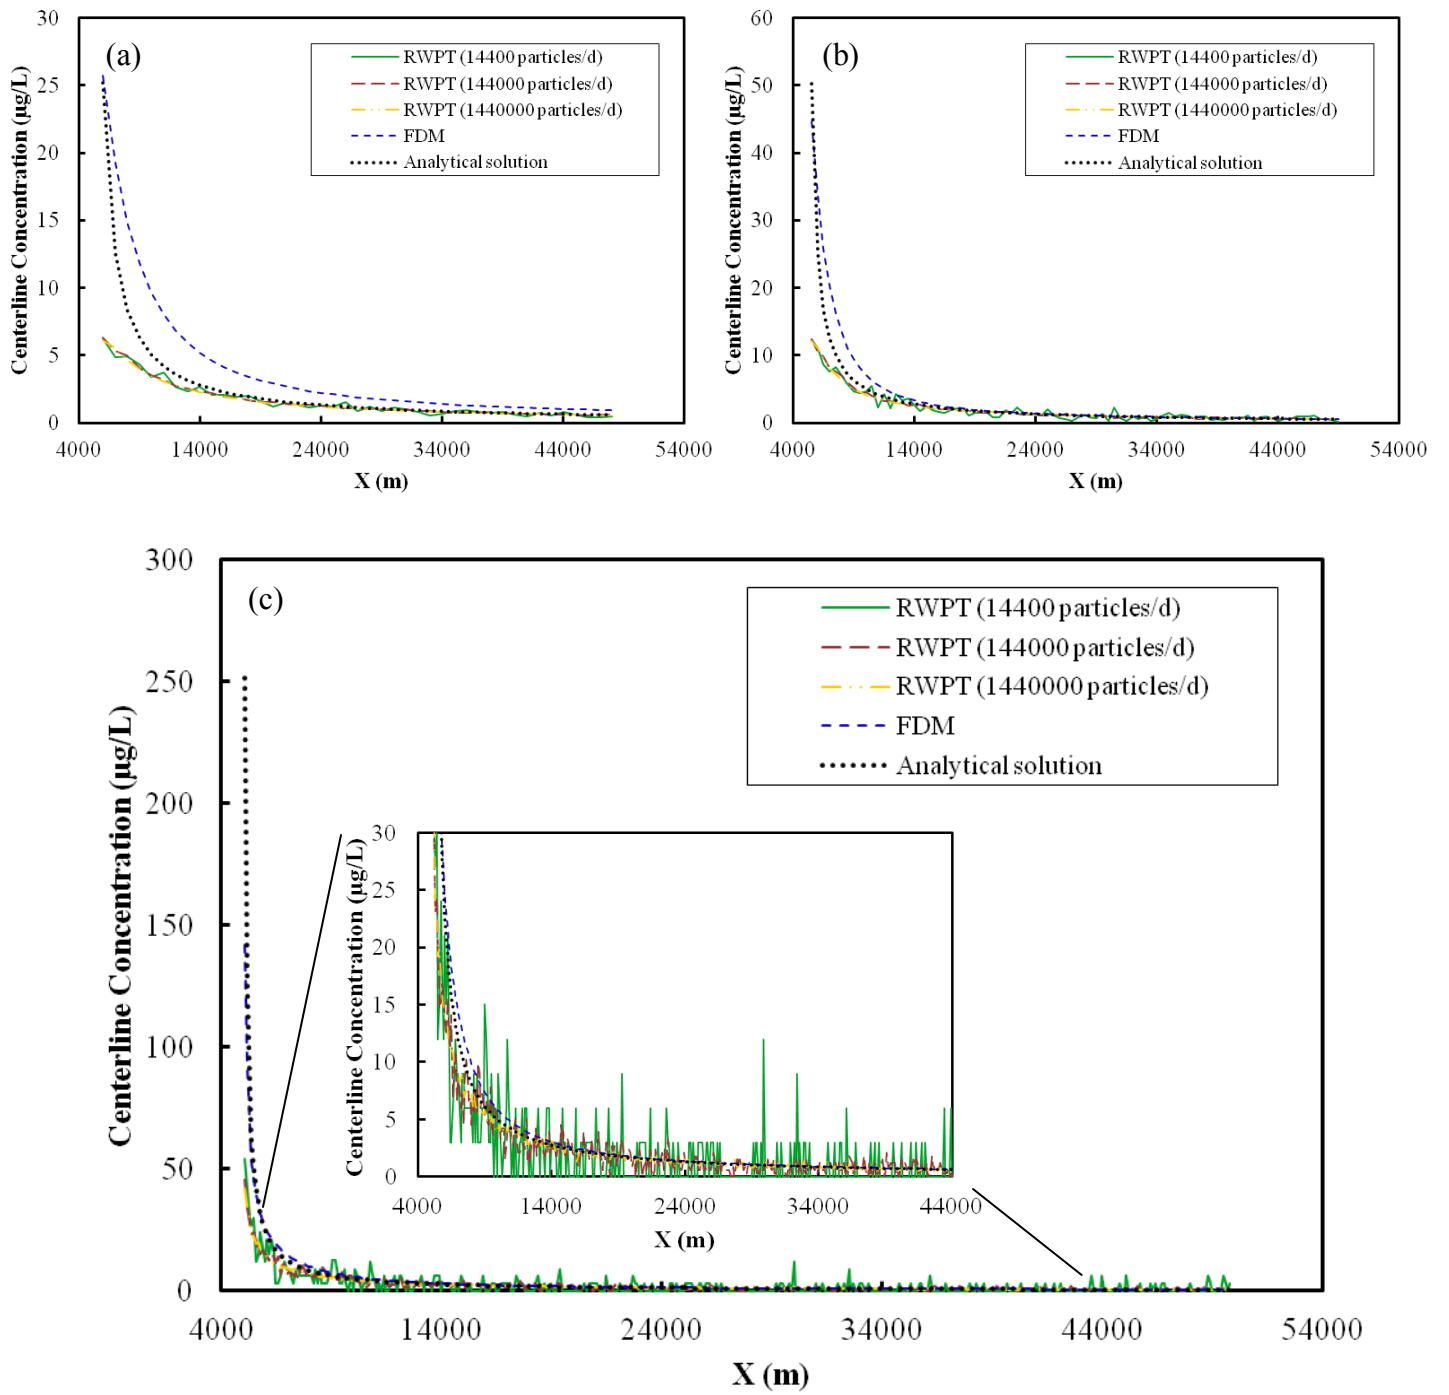 (a)
Centerline Concentration (µg/L)
30
25
20
15
10
5
0
RWPT (14400 particles/d)
RWPT (144000 particles/d)
RWPT (1440000 particles/d)
FDM
Analytical solution
4000 14000 24000 34000 44000 54000
X (m)
(b)
Centerline Concentration (µg/L)
60
50
40
30
20
10
0
RWPT (14400 particles/d)
RWPT (144000 particles/d)
RWPT (1440000 particles/d)
FDM
Analytical solution
4000 14000 24000 34000 44000 54000
X (m)
(c)
Centerline Concentration (µg/L)
300
250
200
150
100
50
0
RWPT (14400 particles/d)
RWPT (144000 particles/d)
RWPT (1440000 particles/d)
FDM
Analytical solution
Centerline Concentration (µg/L)
30
25
20
15
10
5
0
4000 14000 24000 34000 44000
X (m)
4000 14000 24000 34000 44000 54000
X (m)